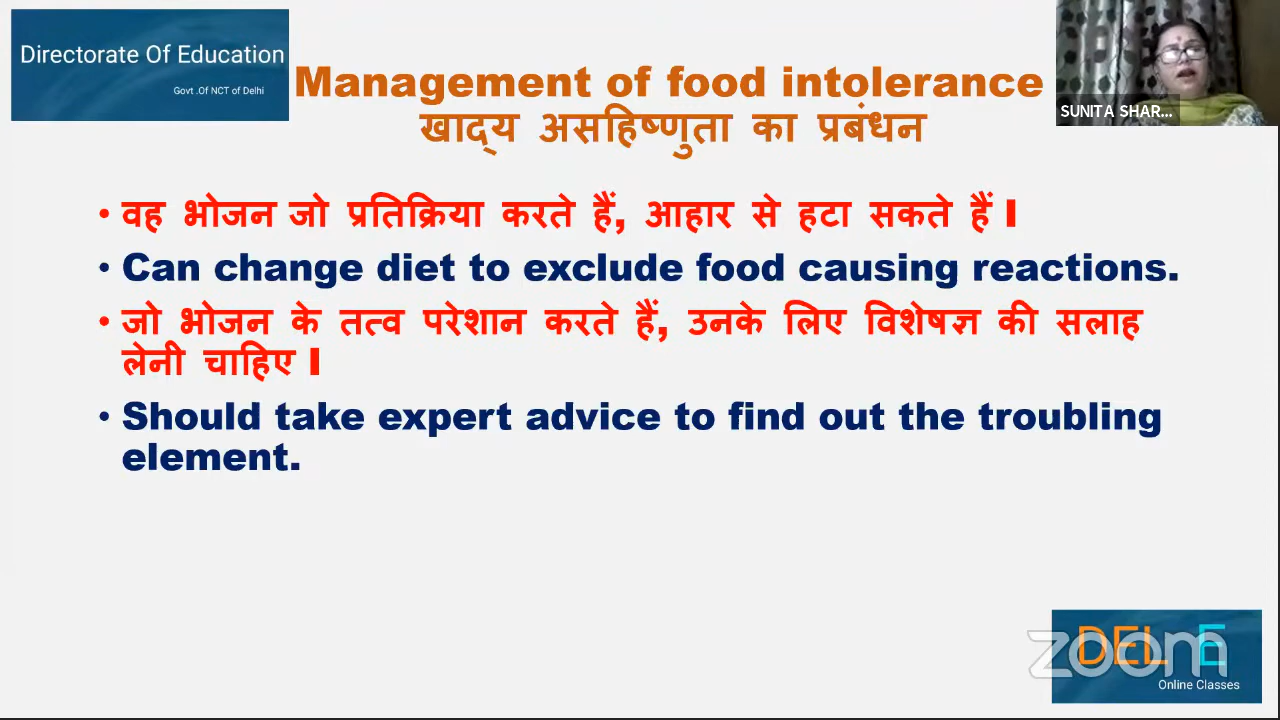 Directorate Of Education
Govt .Of NCT of Delhi
Management of food intolerance
खाद्य असहिष्णुता का प्रबंधन
SUNITA SHAR...
• वह भोजन जो प्रतिक्रिया करते हैं, आहार से हटा सकते हैं I
• Can change diet to exclude food causing reactions.
• जो भोजन के तत्व परेशान करते हैं, उनके लिए विशेषज्ञ की सलाह
लेनी चाहिए I
• Should take expert advice to find out the troubling
element.
zoom
DEL E
Online Classes